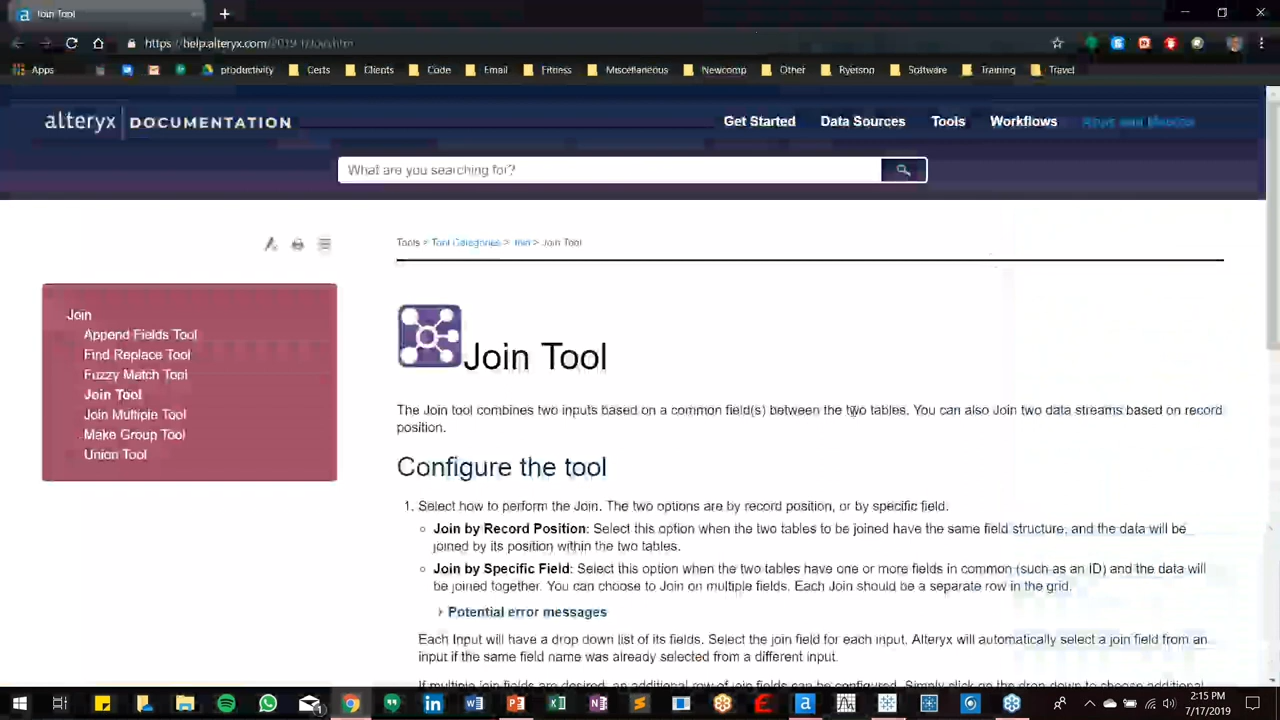 Join Tool
https://help.alteryx.com/2019.1/Join.htm
Apps
productivity
Certs
Clients
Code
Email
Fitness
Miscellaneous
Newcomp
Other
Ryerson
Software
Training
Travel
alteryx | DOCUMENTATION
Get Started
Data Sources
Tools
Workflows
What are you searching for?
Tools > Tool Categories > Join > Join Tool
Join
Append Fields Tool
Find Replace Tool
Fuzzy Match Tool
Join Tool
Join Multiple Tool
Make Group Tool
Union Tool
Join Tool
The Join tool combines two inputs based on a common field(s) between the two tables. You can also Join two data streams based on record
position.
Configure the tool
1. Select how to perform the Join. The two options are by record position, or by specific field.
Join by Record Position: Select this option when the two tables to be joined have the same field structure, and the data will be
joined by its position within the two tables.
Join by Specific Field: Select this option when the two tables have one or more fields in common (such as an ID) and the data will
be joined together. You can choose to Join on multiple fields. Each Join should be a separate row in the grid.
Potential error messages
Each Input will have a drop down list of its fields. Select the join field for each input. Alteryx will automatically select a join field from an
input if the same field name was already selected from a different input.
If multiple join fields are desired, an additional row of join fields can be configured. Simply click on the drop down to choose additional
2:15 PM
7/17/2019